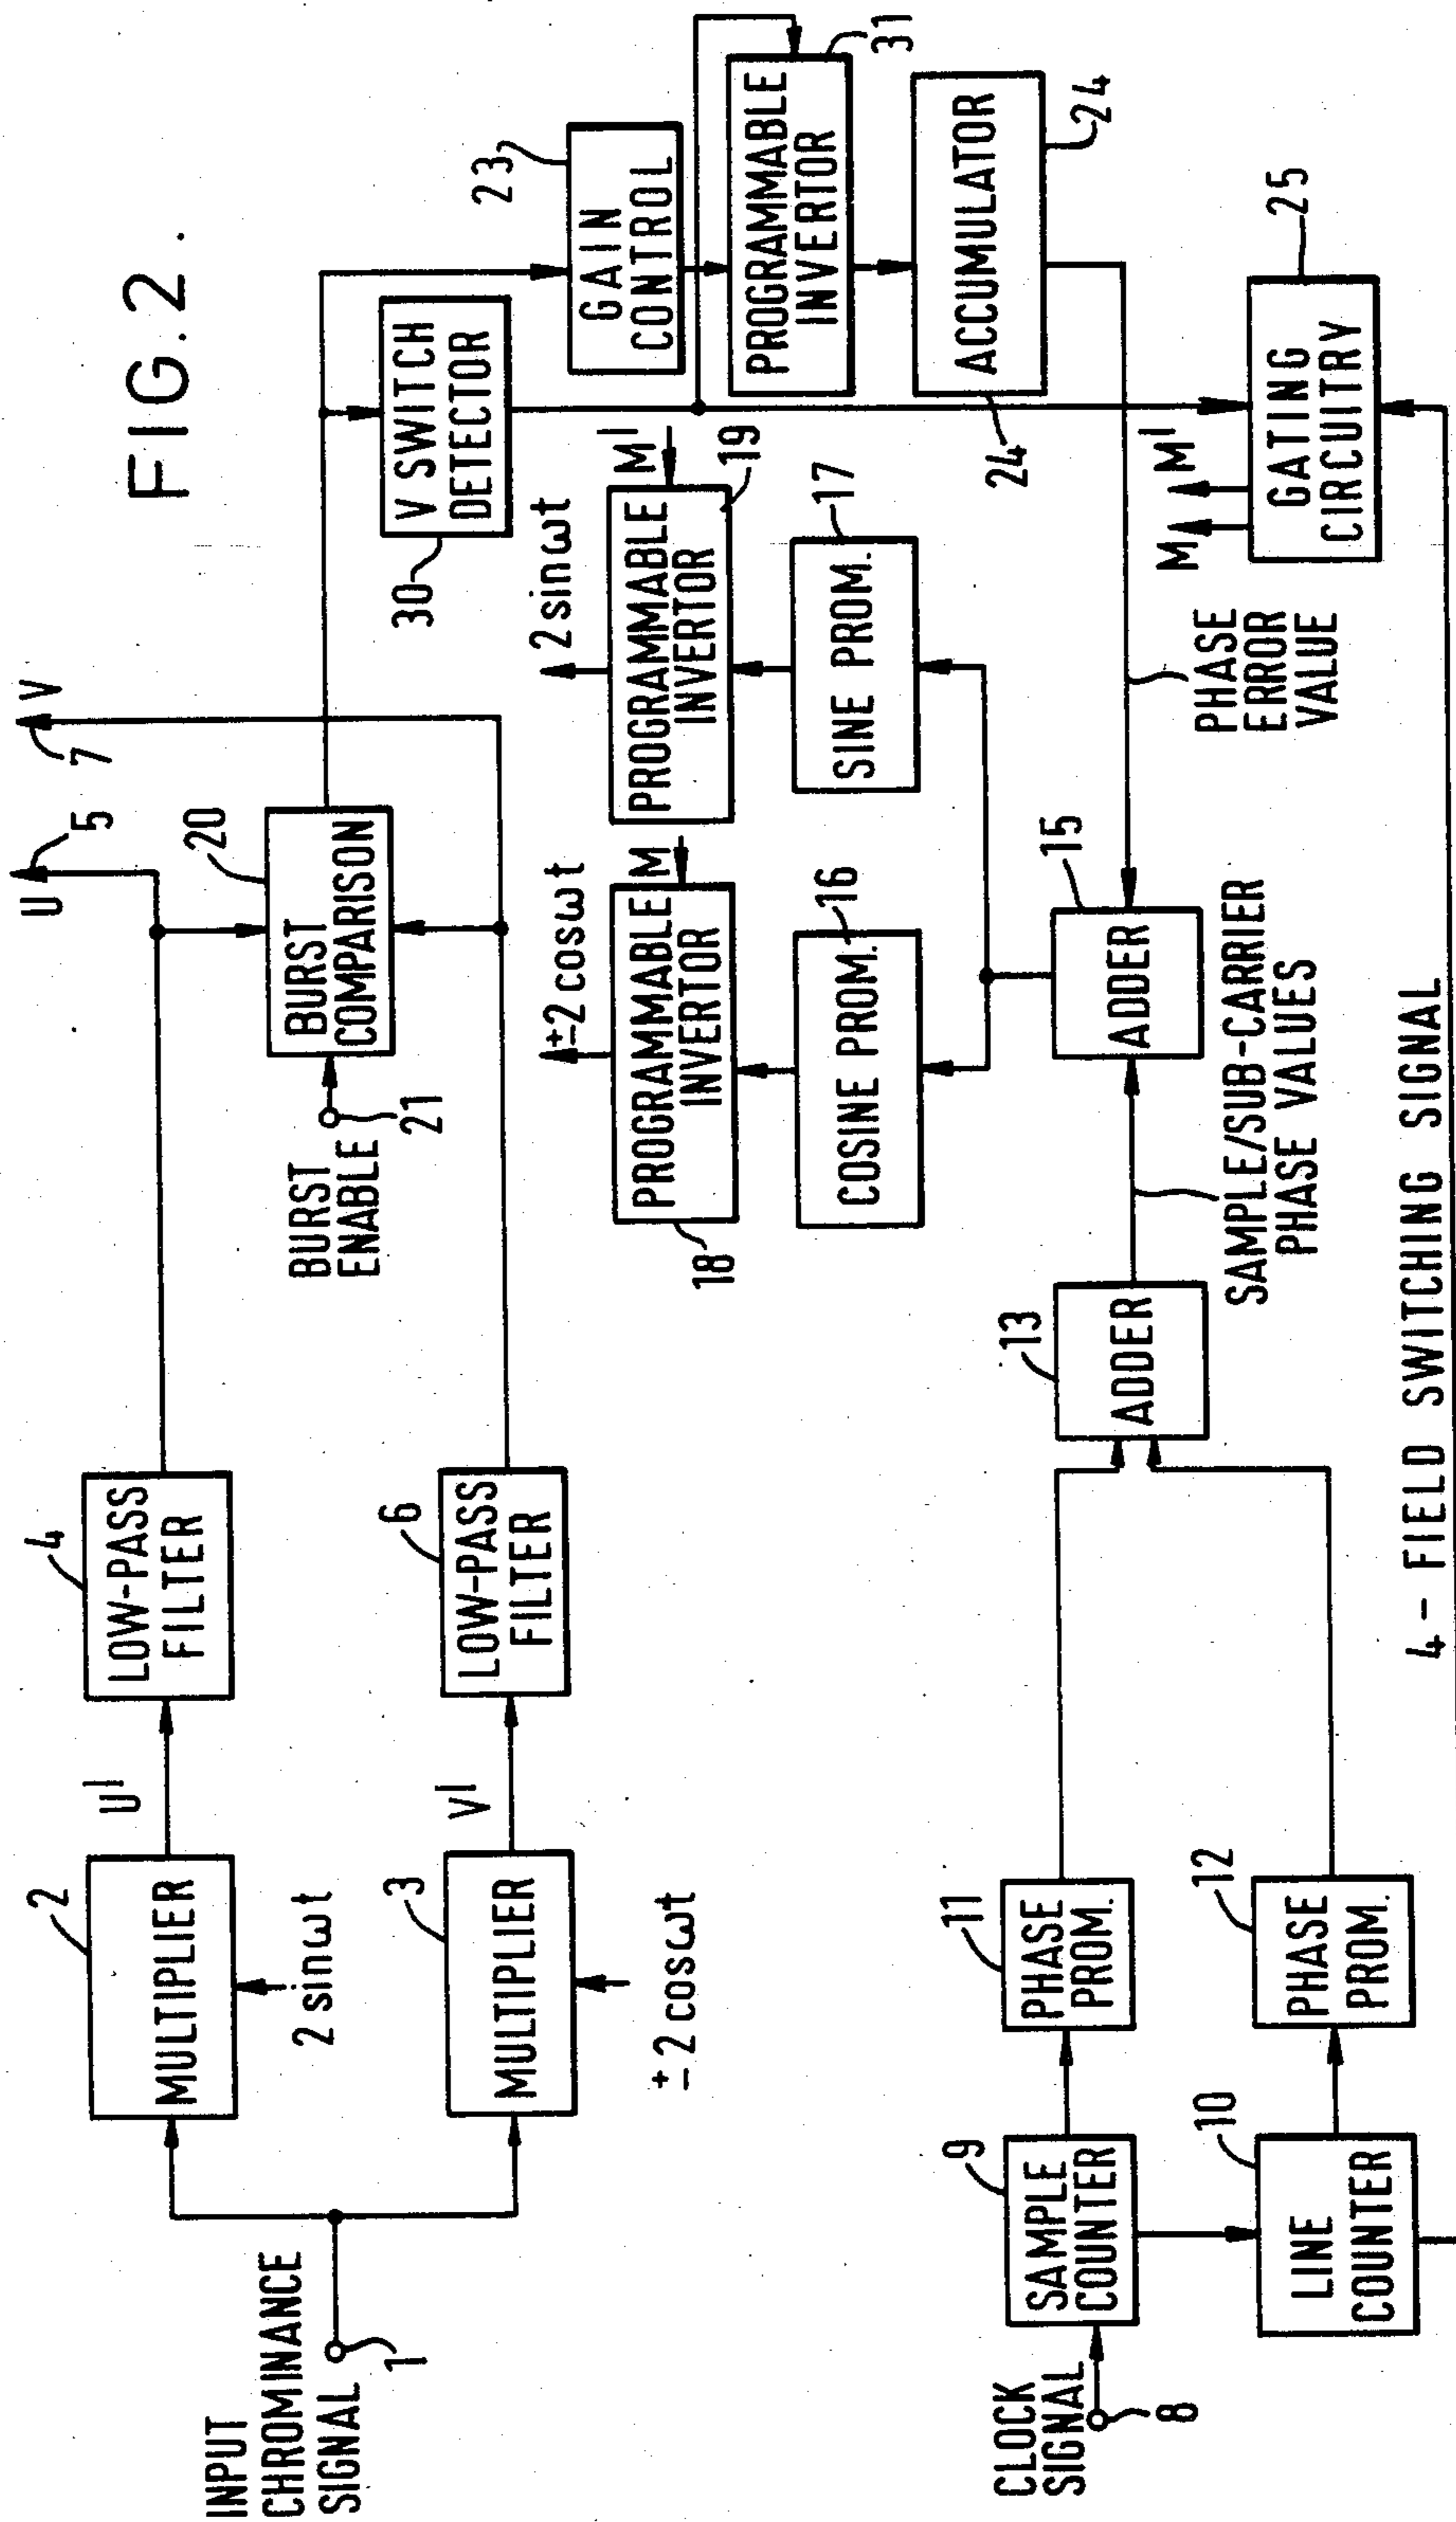 FIG.2.
U
5
7
V
INPUT
CHROMINANCE
SIGNAL
1
2
MULTIPLIER
2 sinωt
U'
4
LOW-PASS
FILTER
3
MULTIPLIER
±2 cosωt
V'
6
LOW-PASS
FILTER
BURST
ENABLE
21
20
BURST
COMPARISON
30
V SWITCH
DETECTOR
23
GAIN
CONTROL
PROGRAMMABLE
INVERTOR
31
ACCUMULATOR
24
24
±2 cosωt
2 sinωt
18
PROGRAMMABLE
INVERTOR
M
PROGRAMMABLE
INVERTOR
19
M'
COSINE PROM.
16
SINE PROM.
17
CLOCK
SIGNAL
8
9
SAMPLE
COUNTER
11
PHASE
PROM.
10
LINE
COUNTER
12
PHASE
PROM.
13
ADDER
SAMPLE/SUB-CARRIER
PHASE VALUES
15
ADDER
PHASE
ERROR
VALUE
M
M'
GATING
CIRCUITRY
25
4- FIELD SWITCHING SIGNAL